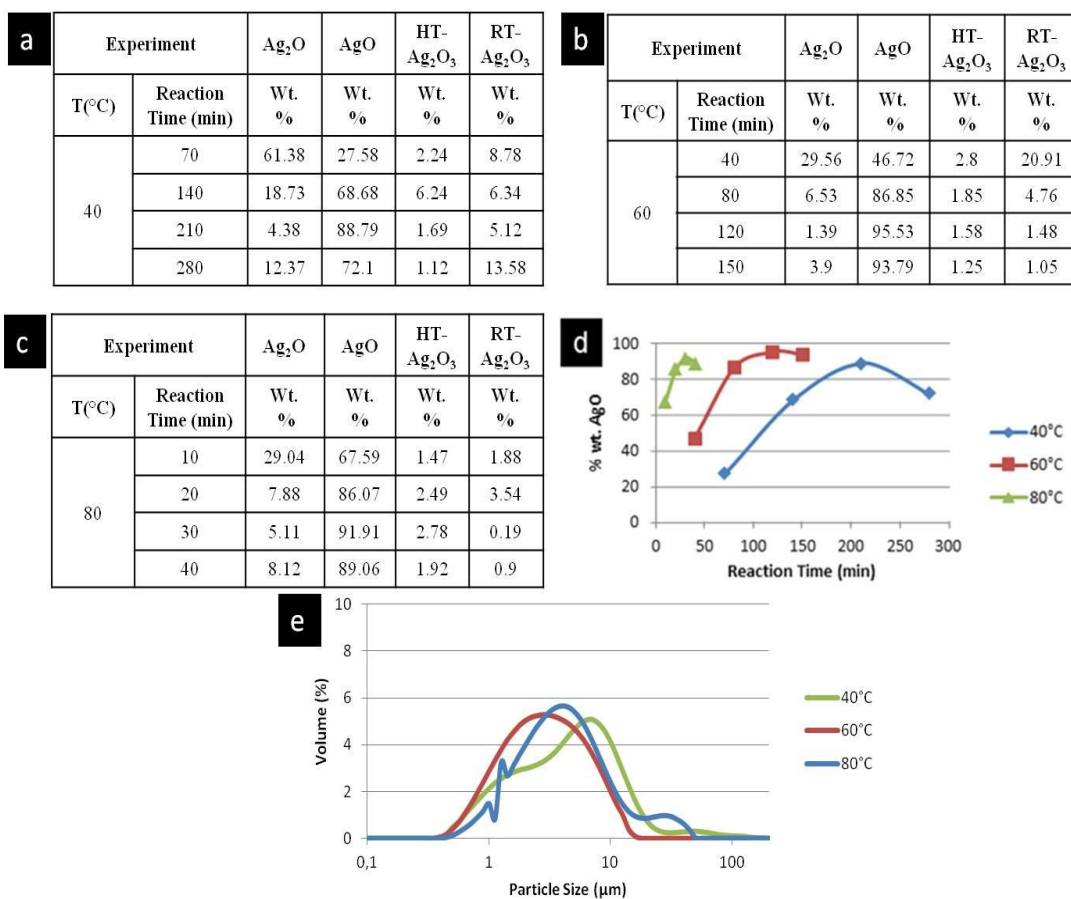 a
Experiment Ag₂O AgO HT-Ag₂O₃ RT-Ag₂O₃
T(°C) Reaction Time (min) Wt. % Wt. % Wt. % Wt. %
40 70 61.38 27.58 2.24 8.78
140 18.73 68.68 6.24 6.34
210 4.38 88.79 1.69 5.12
280 12.37 72.1 1.12 13.58
b
Experiment Ag₂O AgO HT-Ag₂O₃ RT-Ag₂O₃
T(°C) Reaction Time (min) Wt. % Wt. % Wt. % Wt. %
60 40 29.56 46.72 2.8 20.91
80 6.53 86.85 1.85 4.76
120 1.39 95.53 1.58 1.48
150 3.9 93.79 1.25 1.05
c
Experiment Ag₂O AgO HT-Ag₂O₃ RT-Ag₂O₃
T(°C) Reaction Time (min) Wt. % Wt. % Wt. % Wt. %
80 10 29.04 67.59 1.47 1.88
20 7.88 86.07 2.49 3.54
30 5.11 91.91 2.78 0.19
40 8.12 89.06 1.92 0.9
d
% wt. AgO
100
80
60
40
20
0
0 50 100 150 200 250 300
Reaction Time (min)
40°C
60°C
80°C
e
Volume (%)
10
8
6
4
2
0
0,1 1 10 100
Particle Size (µm)
40°C
60°C
80°C